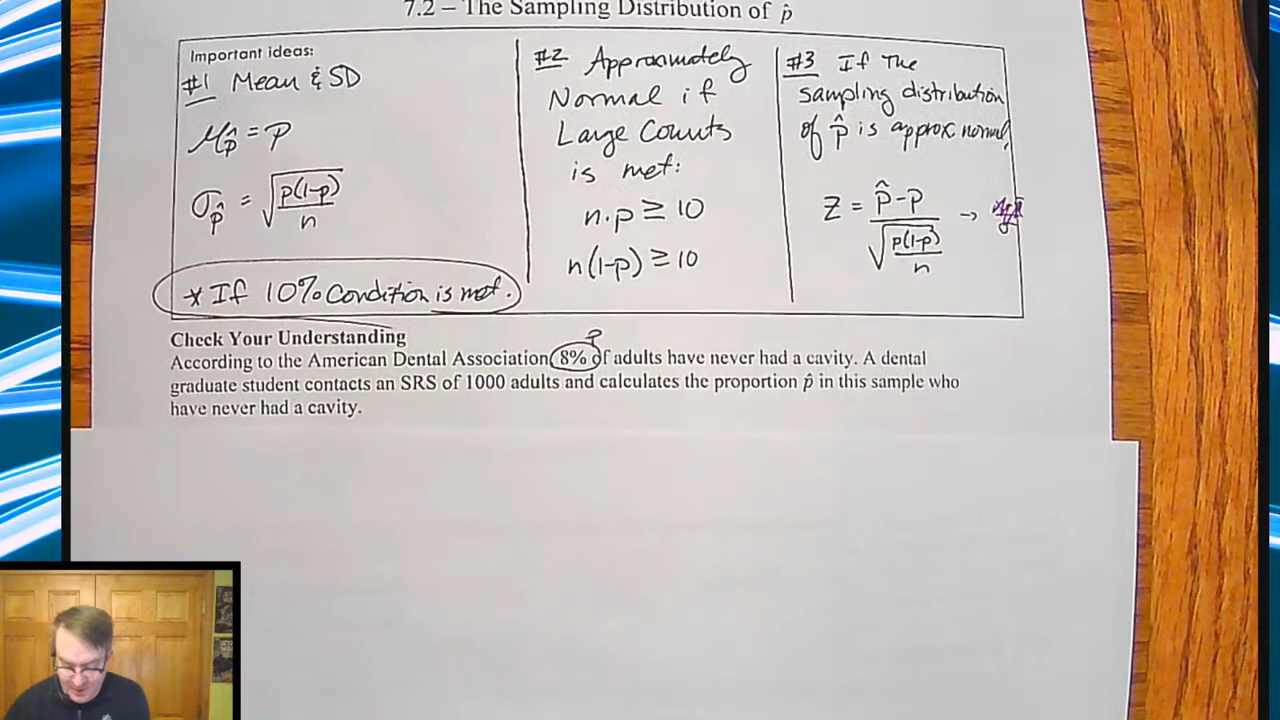 7.2 – The Sampling Distribution of p̂
Important ideas:
#1 Mean & SD
μp̂ = p
σp̂ = √(p(1-p)/n)
* If 10% Condition is met.
#2 Approximately
Normal if
Large Counts
is met:
n·p ≥ 10
n(1-p) ≥ 10
#3 If the
sampling distribution
of p̂ is approx normal,
Z = (p̂ - p)/√(p(1-p)/n) →
Check Your Understanding
P
According to the American Dental Association 8% of adults have never had a cavity. A dental
graduate student contacts an SRS of 1000 adults and calculates the proportion p̂ in this sample who
have never had a cavity.